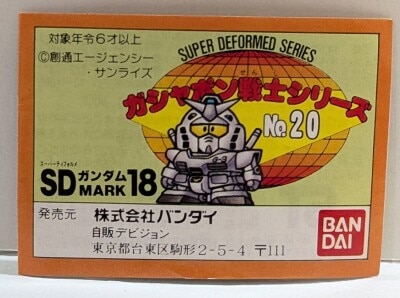 対象年令6才以上
©創通エージェンシー
・サンライズ
SUPER DEFORMED SERIES
ガシャポン戦士シリーズ
せん
No.20
スーパーディフォルメ
SDガンダム
MARK18
発売元 株式会社バンダイ
自販デビジョン
東京都台東区駒形2-5-4 〒111
BAN
DAI